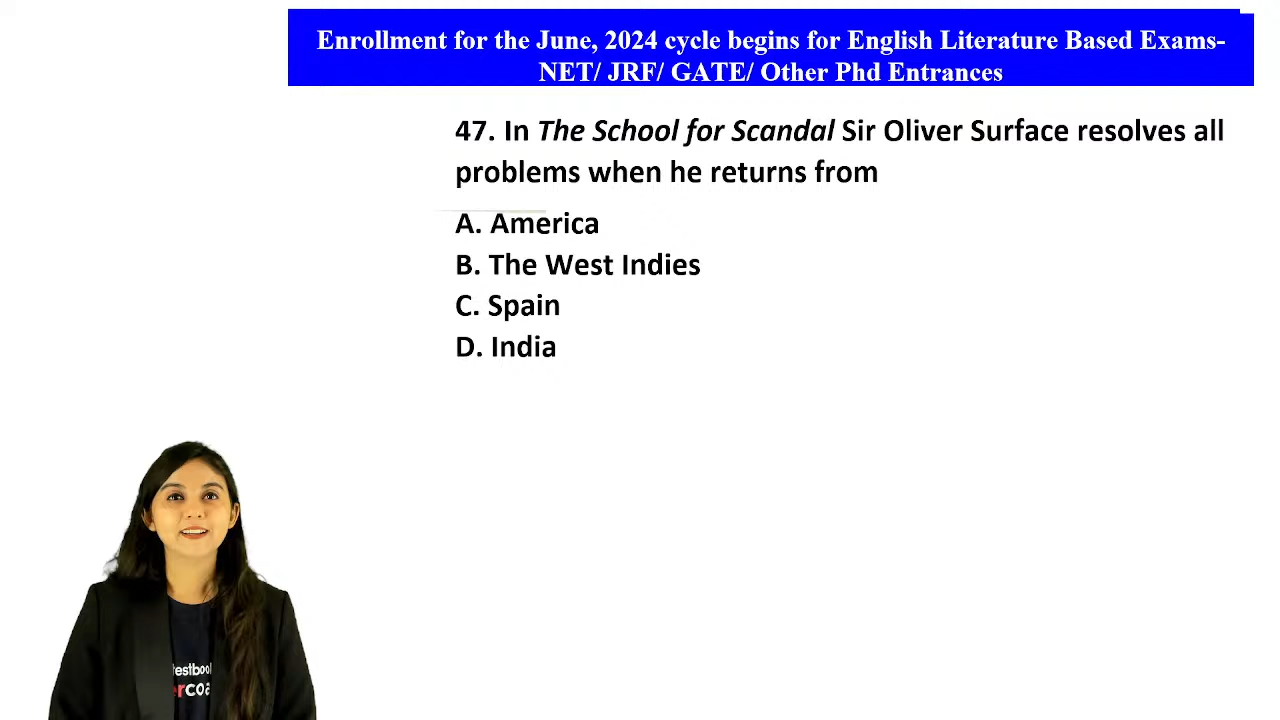 Enrollment for the June, 2024 cycle begins for English Literature Based Exams-
NET/ JRF/ GATE/ Other Phd Entrances
47. In The School for Scandal Sir Oliver Surface resolves all
problems when he returns from
A. America
B. The West Indies
C. Spain
D. India
testboo
erco